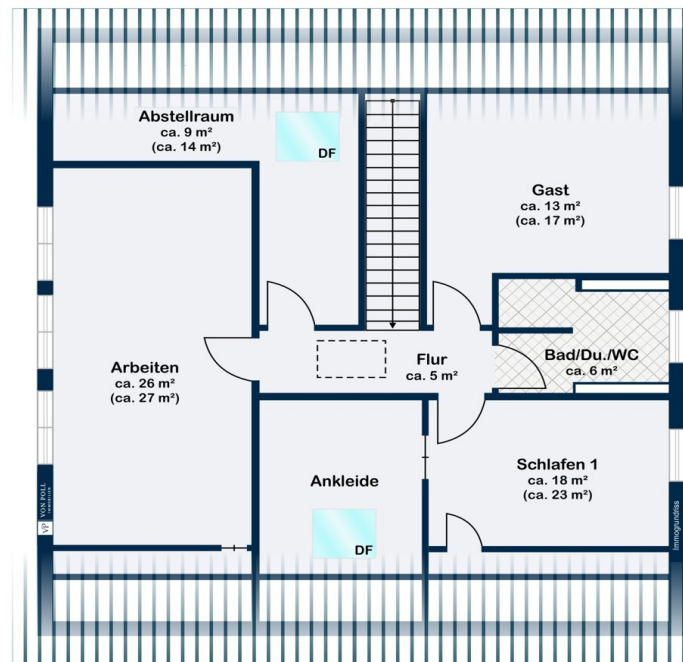 Abstellraum
ca. 9 m²
(ca. 14 m²)
DF
Gast
ca. 13 m²
(ca. 17 m²)
Arbeiten
ca. 26 m²
(ca. 27 m²)
Flur
ca. 5 m²
Bad/Du./WC
ca. 6 m²
Ankleide
DF
Schlafen 1
ca. 18 m²
(ca. 23 m²)
VP
VON POLL
IMMOBILIEN
Immogrundriss